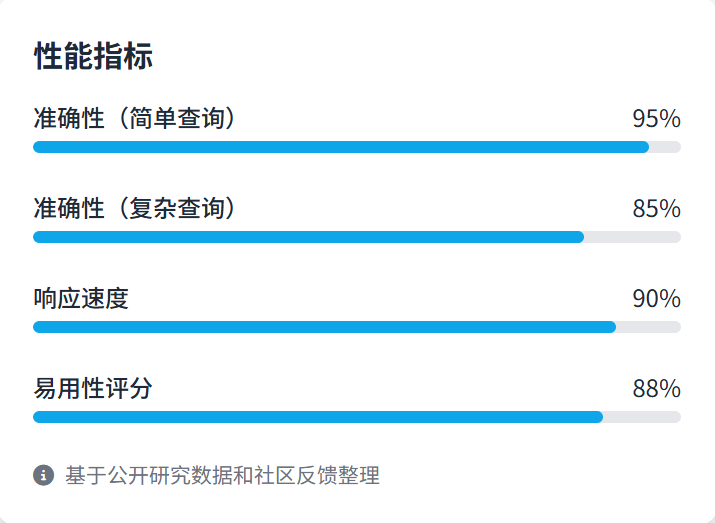 性能指标
准确性（简单查询） 95%
准确性（复杂查询） 85%
响应速度 90%
易用性评分 88%
基于公开研究数据和社区反馈整理